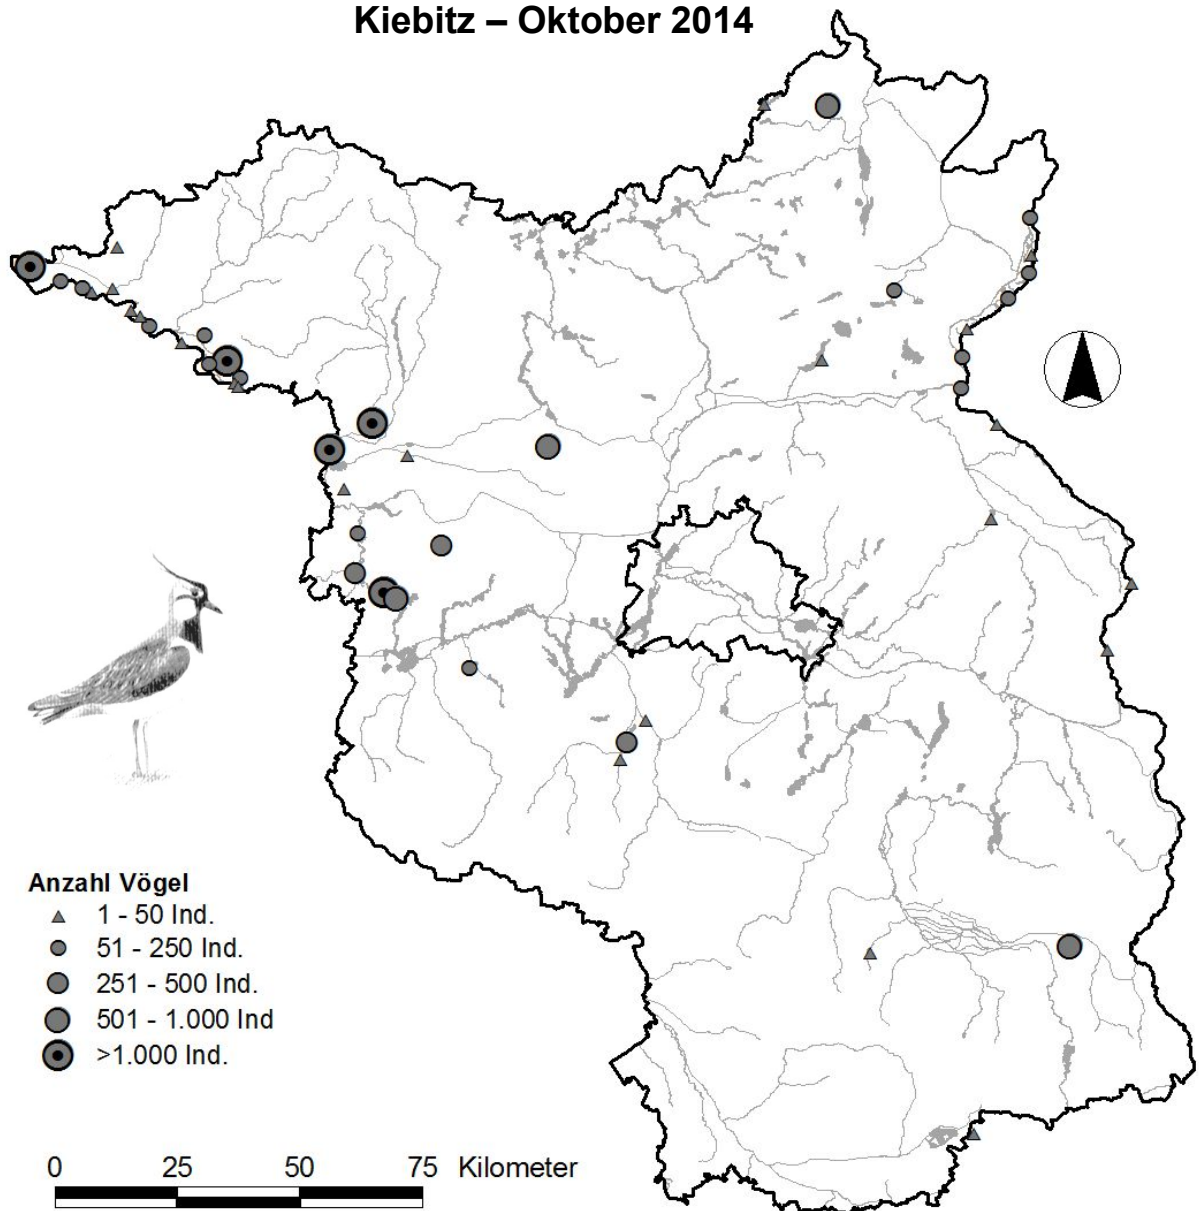 Kiebitz – Oktober 2014
Anzahl Vögel
1 - 50 Ind.
51 - 250 Ind.
251 - 500 Ind.
501 - 1.000 Ind
>1.000 Ind.
0 25 50 75 Kilometer